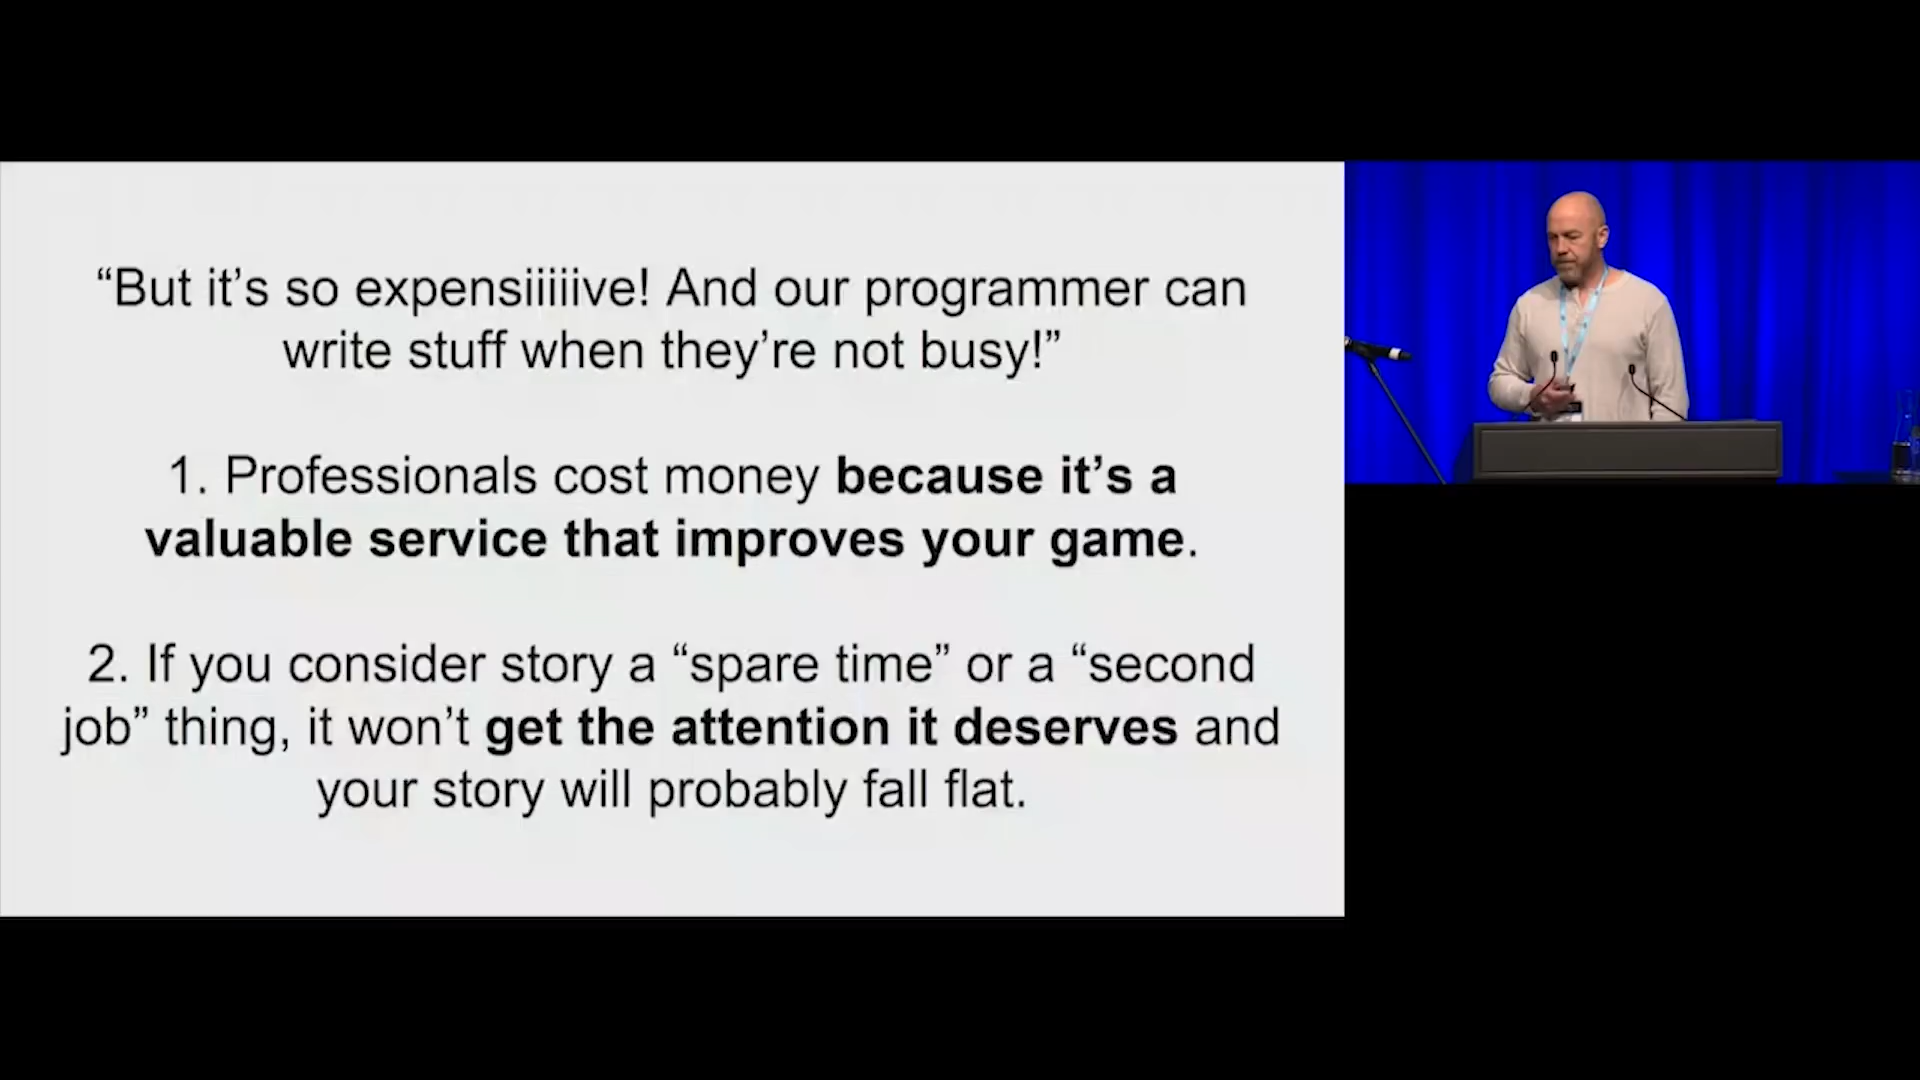 “But it’s so expensiiiiive! And our programmer can
write stuff when they’re not busy!”
1. Professionals cost money because it’s a
valuable service that improves your game.
2. If you consider story a “spare time” or a “second
job” thing, it won’t get the attention it deserves and
your story will probably fall flat.